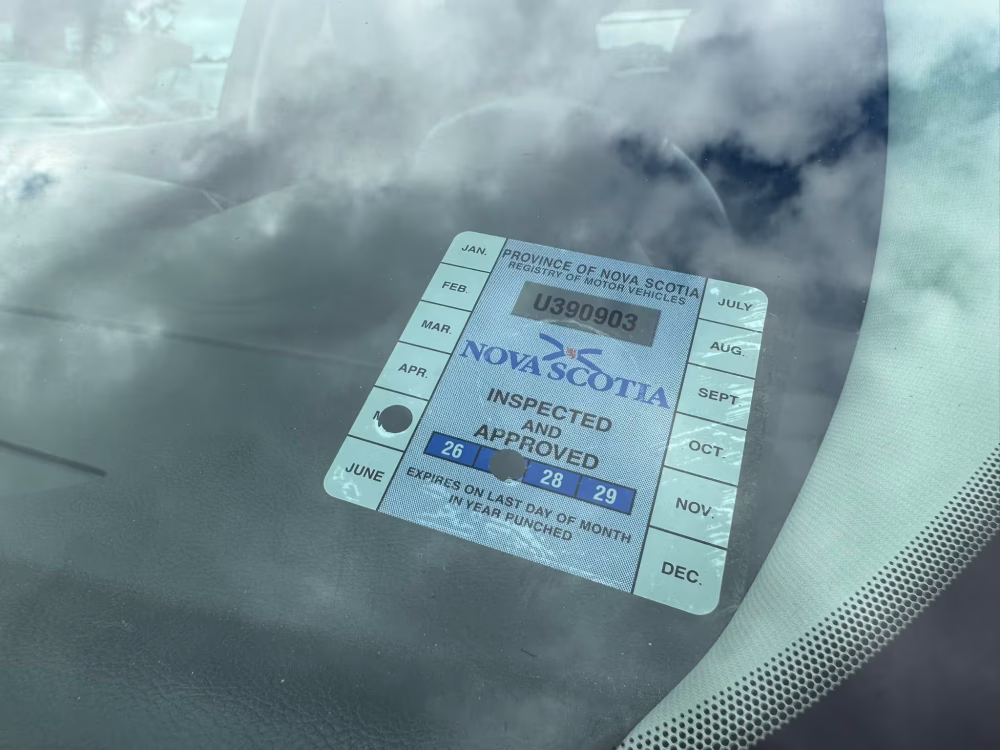 JAN.
FEB.
MAR.
APR.
JUNE
PROVINCE OF NOVA SCOTIA
REGISTRY OF MOTOR VEHICLES
U390903
NOVA SCOTIA
INSPECTED
AND
APPROVED
26 28 29
EXPIRES ON LAST DAY OF MONTH
IN YEAR PUNCHED
JULY
AUG.
SEPT
OCT.
NOV.
DEC.